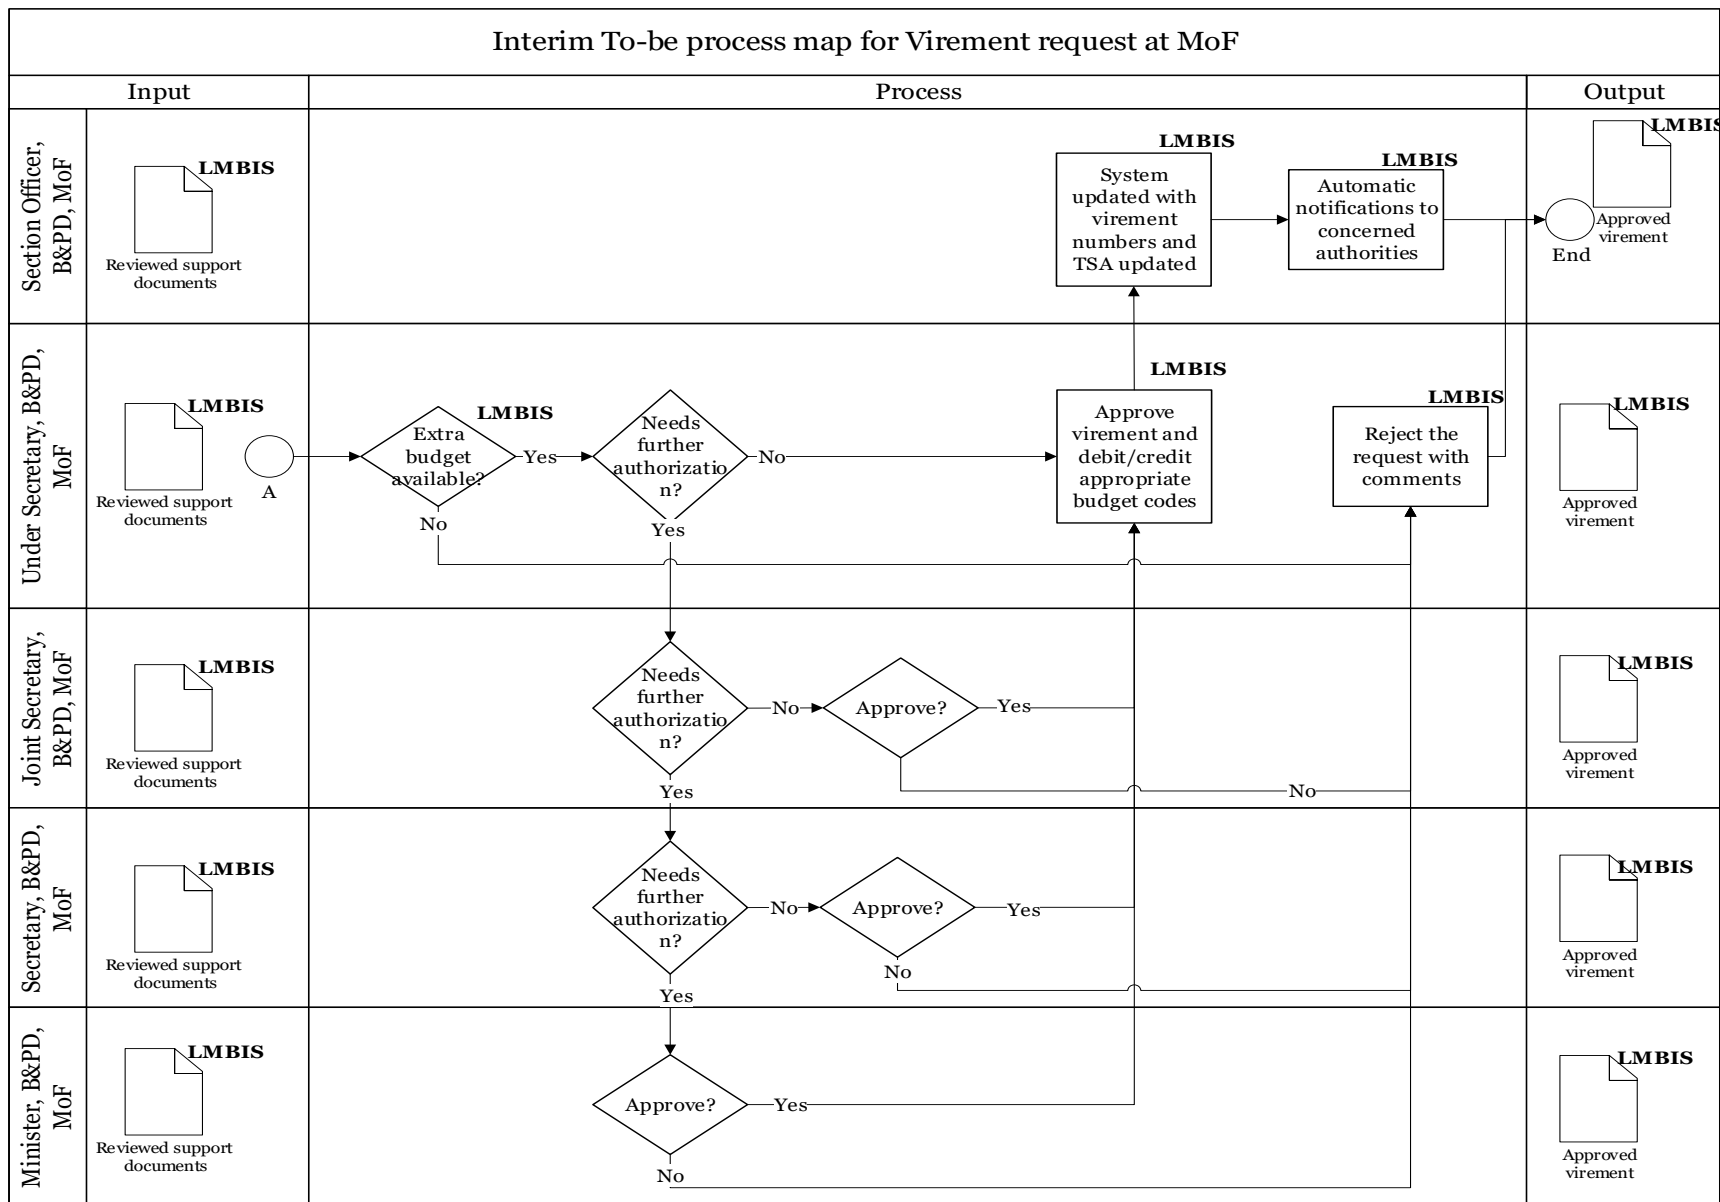 Interim To-be process map for Virement request at MoF
Input
Process
Output
Section Officer,
B&PD, MoF
LMBIS
Reviewed support
documents
LMBIS
System
updated with
virement
numbers and
TSA updated
LMBIS
Automatic
notifications to
concerned
authorities
End
LMBIS
Approved
virement
Under Secretary, B&PD,
MoF
LMBIS
Reviewed support
documents
A
LMBIS
Extra
budget
available?
Yes
No
Needs
further
authorizatio
n?
No
Yes
LMBIS
Approve
virement and
debit/credit
appropriate
budget codes
LMBIS
Reject the
request with
comments
LMBIS
Approved
virement
Joint Secretary,
B&PD, MoF
LMBIS
Reviewed support
documents
Needs
further
authorizatio
n?
No
Yes
Approve?
Yes
No
LMBIS
Approved
virement
Secretary, B&PD,
MoF
LMBIS
Reviewed support
documents
Needs
further
authorizatio
n?
No
Yes
Approve?
Yes
No
LMBIS
Approved
virement
Minister, B&PD,
MoF
LMBIS
Reviewed support
documents
Approve?
Yes
No
LMBIS
Approved
virement